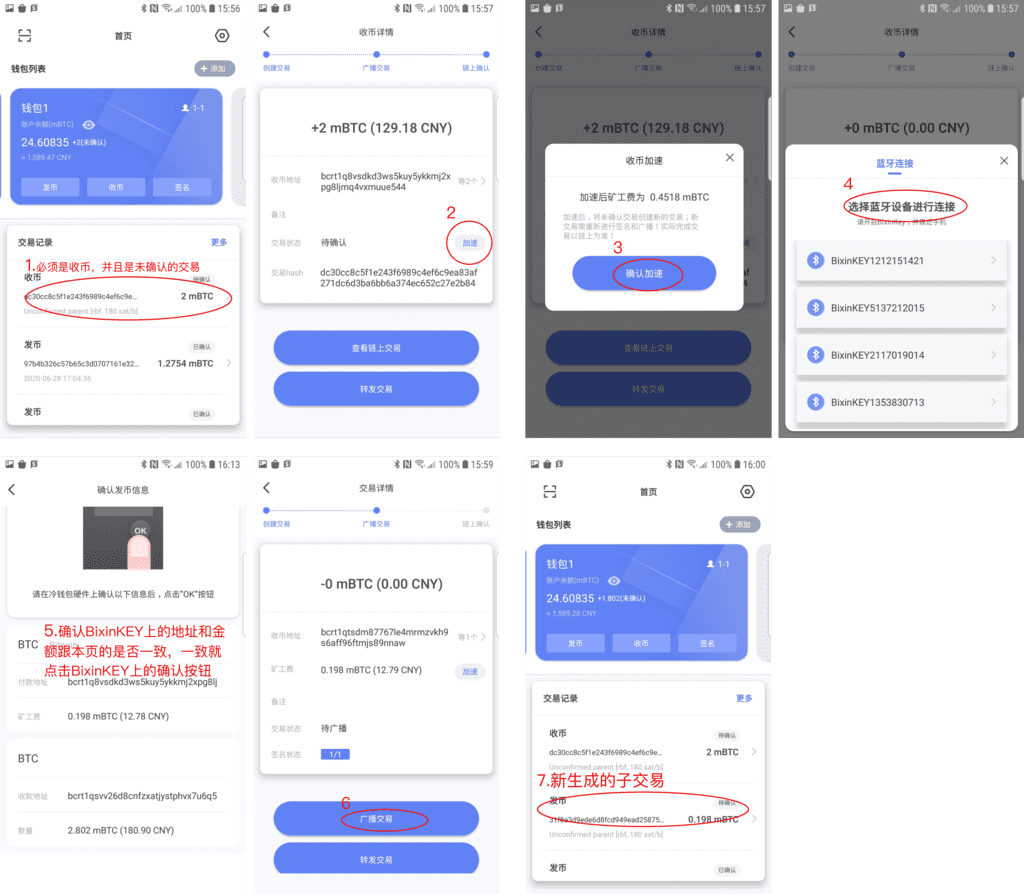 100% 15:56
首页
钱包列表
+ 添加
钱包1
1-1
账户余额(mBTC)
24.60835 +2(未确认)
≈ 1,589.47 CNY
发币
收币
签名
交易记录
更多
1.必须是收币，并且是未确认的交易
收币
待确认
dc30cc8c5f1e243f6989c4ef6c9e...
2 mBTC
Unconfirmed parent [rbf, 180 sat/b]
发币
已确认
97b4b326c57b65c3d0707161e32...
1.2754 mBTC
2020-06-28 17:04:36
发币
已确认
100% 15:57
收币详情
创建交易
广播交易
链上确认
+2 mBTC (129.18 CNY)
收币地址
bcrt1q8vsdkd3ws5kuy5ykkmj2x
pg8ljmq4vxmuue544
等2个
备注
2
交易状态
待确认
加速
交易hash
dc30cc8c5f1e243f6989c4ef6c9ea83af
271dc6d3ba6bb6a374ec652c27e2b84
查看链上交易
转发交易
100% 15:57
收币详情
创建交易
广播交易
链上确认
+2 mBTC (129.18 CNY)
收币加速
加速后矿工费为 0.4518 mBTC
加速后，将未确认交易创建新的交易；新
交易需重新进行签名和广播！实际完成交
易以链上为准！
3
确认加速
查看链上交易
转发交易
100% 15:57
收币详情
创建交易
广播交易
链上确认
+0 mBTC (0.00 CNY)
蓝牙连接
4
选择蓝牙设备进行连接
请开启BixinKey，并靠近手机
BixinKEY1212151421
BixinKEY5137212015
BixinKEY2117019014
BixinKEY1353830713
100% 16:13
确认发币信息
OK
请在冷钱包硬件上确认以下信息后，点击“OK”按钮
5.确认BixinKEY上的地址和金
额跟本页的是否一致，一致就
点击BixinKEY上的确认按钮
BTC
付款地址
bcrt1q8vsdkd3ws5kuy5ykkmj2xpg8lj
矿工费
0.198 mBTC (12.78 CNY)
BTC
收款地址
bcrt1qsvv26d8cnfzxatjystphvx7u6q5
数量
2.802 mBTC (180.90 CNY)
100% 15:59
交易详情
创建交易
广播交易
链上确认
-0 mBTC (0.00 CNY)
收币地址
bcrt1qtsdm87767le4mrmzvkh9
s6aff96ftmjs89nnaw
等1个
矿工费
0.198 mBTC (12.79 CNY)
加速
备注
交易状态
待广播
签名状态
1/1
6
广播交易
转发交易
100% 16:00
首页
钱包列表
+ 添加
钱包1
1-1
账户余额(mBTC)
24.60835 +1.802(未确认)
≈ 1,589.28 CNY
发币
收币
签名
交易记录
更多
收币
待确认
dc30cc8c5f1e243f6989c4ef6c9e...
2 mBTC
Unconfirmed parent [rbf, 180 sat/b]
7.新生成的子交易
发币
待确认
31f8a3d9ede6d8fcd949ead25875...
0.198 mBTC
Unconfirmed parent [rbf, 180 sat/b]
发币
已确认